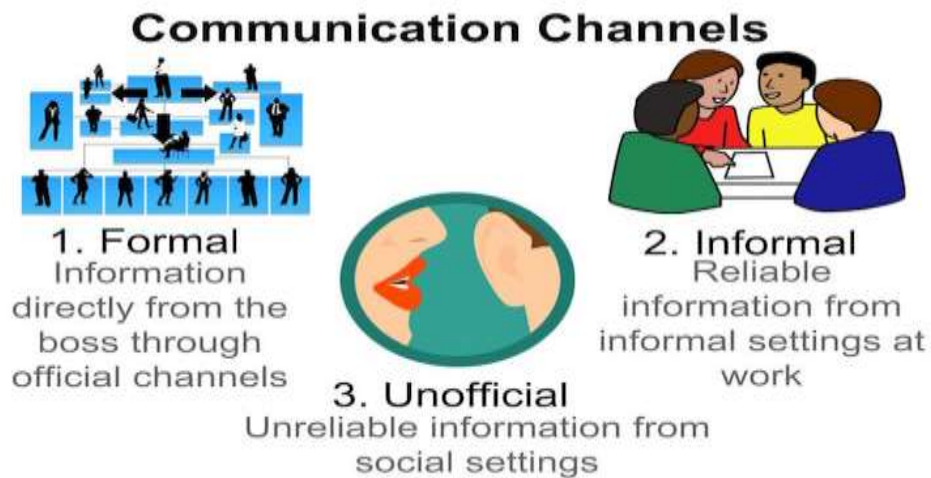 Communication Channels
1. Formal
Information
directly from the
boss through
official channels
2. Informal
Reliable
information from
informal settings at
work
3. Unofficial
Unreliable information from
social settings